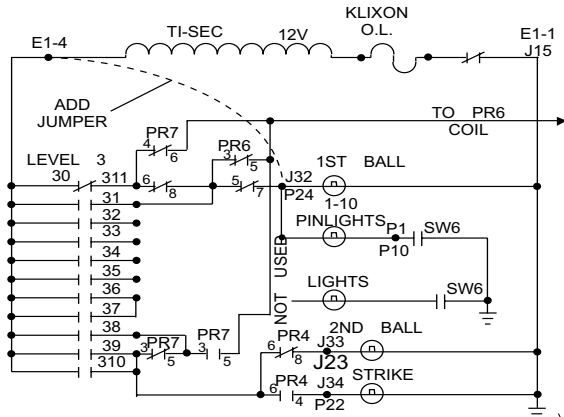 KLIXON
O.L.
E1-4
TI-SEC
12V
E1-1
J15
ADD
JUMPER
TO PR6
COIL
PR7
4
6
PR6
3
5
LEVEL 3
30
311
6
8
5
7
J32
P24
1ST BALL
31
1-10
PINLIGHTS
P1
P10
SW6
32
33
34
35
36
37
NOT USED
LIGHTS
SW6
38
39
310
PR7
3
5
PR7
3
5
PR4
6
8
2ND BALL
J33
J23
PR4
6
4
J34
P22
STRIKE